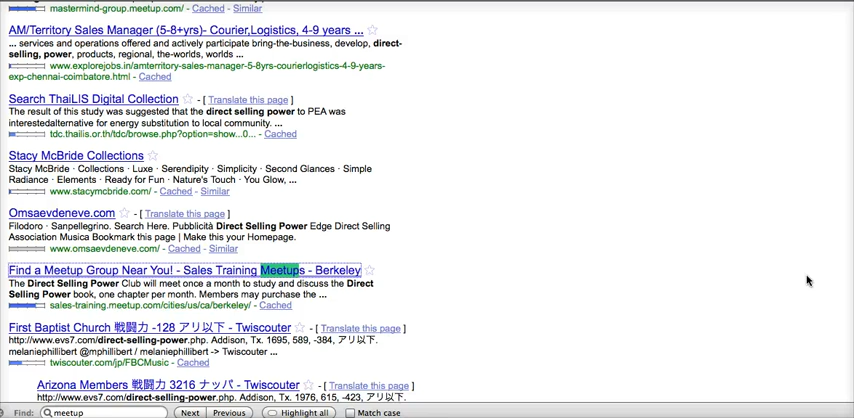 mastermind-group.meetup.com/ - Cached - Similar
AM/Territory Sales Manager (5-8+yrs)- Courier,Logistics, 4-9 years ...
... services and operations offered and actively participate bring-the-business, develop, direct-
selling, power, products, regional, the-worlds, worlds ...
www.explorejobs.in/amterritory-sales-manager-5-8yrs-courierlogistics-4-9-years-
exp-chennai-coimbatore.html - Cached
Search ThaiLIS Digital Collection - [ Translate this page ]
The result of this study was suggested that the direct selling power to PEA was
interestedalternative for energy substitution to local community. ...
tdc.thailis.or.th/tdc/browse.php?option=show...0... - Cached
Stacy McBride Collections
Stacy McBride · Collections · Luxe · Serendipity · Simplicity · Second Glances · Simple
Radiance · Elements · Ready for Fun · Nature's Touch · You Glow, ...
www.stacymcbride.com/ - Cached - Similar
Omsaevdeneve.com - [ Translate this page ]
Filodoro · Sanpellegrino. Search Here. Pubblicità Direct Selling Power Edge Direct Selling
Association Musica Bookmark this page | Make this your Homepage.
www.omsaevdeneve.com/ - Cached - Similar
Find a Meetup Group Near You! - Sales Training Meetups - Berkeley
The Direct Selling Power Club will meet once a month to study and discuss the Direct
Selling Power book, one chapter per month. Members may purchase the ...
sales-training.meetup.com/cities/us/ca/berkeley/ - Cached
First Baptist Church 戦闘力 -128 アリ以下 - Twiscouter - [ Translate this page ]
http://www.evs7.com/direct-selling-power.php. Addison, Tx. 1695, 589, -384, アリ以下.
melaniephillibert @mphillibert / melaniephillibert -> Twiscouter ...
twiscouter.com/jp/FBCMusic - Cached
Arizona Members 戦闘力 3216 ナッパ - Twiscouter - [ Translate this page ]
http://www.evs7.com/direct-selling-power.php. Addison, Tx. 1976, 615, -423, アリ以下.
Find: meetup Next Previous Highlight all Match case